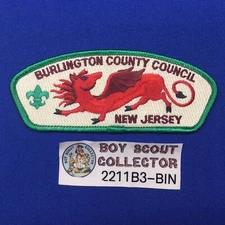 BURLINGTON COUNTY COUNCIL
NEW JERSEY
BOY SCOUT
COLLECTOR
2211B3-BIN